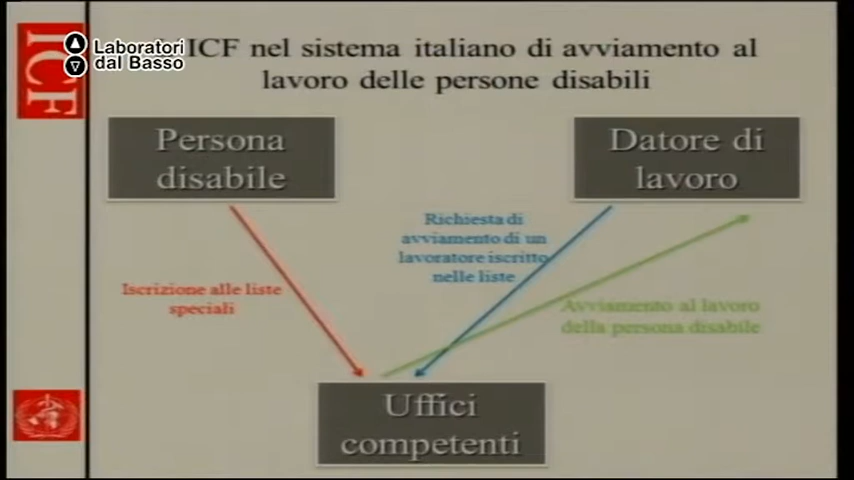 ICF
Laboratori
dal Basso
ICF nel sistema italiano di avviamento al
lavoro delle persone disabili
Persona
disabile
Datore di
lavoro
Richiesta di
avviamento di un
lavoratore iscritto
nelle liste
Iscrizione alle liste
speciali
Avviamento al lavoro
della persona disabile
Uffici
competenti